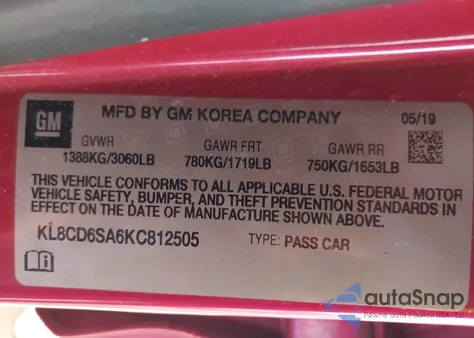 GM
MFD BY GM KOREA COMPANY
05/19
GVWR GAWR FRT GAWR RR
1388KG/3060LB 780KG/1719LB 750KG/1653LB
THIS VEHICLE CONFORMS TO ALL APPLICABLE U.S. FEDERAL MOTOR
VEHICLE SAFETY, BUMPER, AND THEFT PREVENTION STANDARDS IN
EFFECT ON THE DATE OF MANUFACTURE SHOWN ABOVE.
KL8CD6SA6KC812505 TYPE: PASS CAR
autoSnap